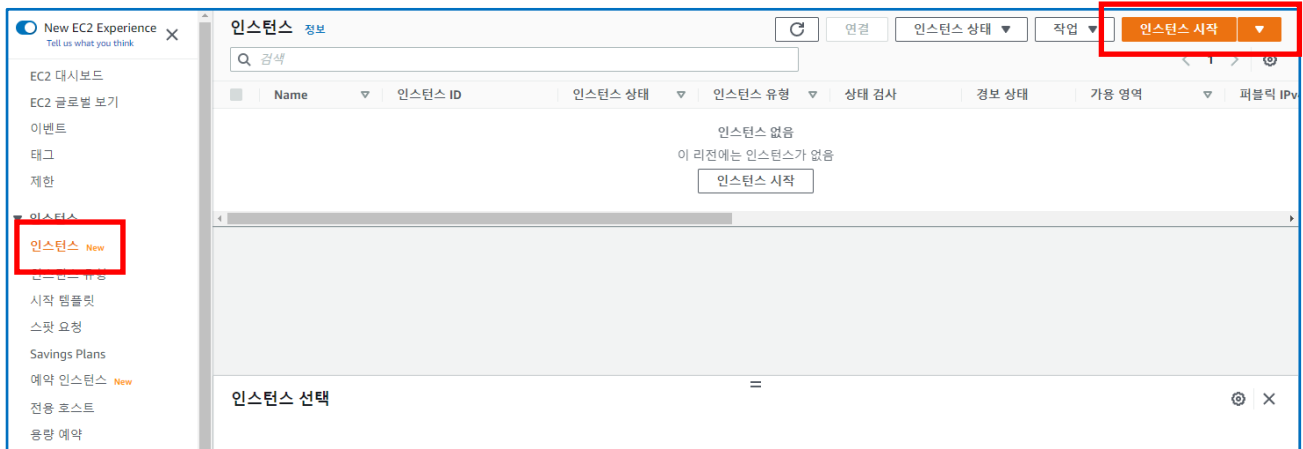 New EC2 Experience
Tell us what you think
EC2 대시보드
EC2 글로벌 보기
이벤트
태그
제한
인스턴스
인스턴스 New
인스턴스 유형
시작 템플릿
스팟 요청
Savings Plans
예약 인스턴스 New
전용 호스트
용량 예약
인스턴스 정보
연결
인스턴스 상태
작업
인스턴스 시작
검색
1
Name 인스턴스 ID 인스턴스 상태 인스턴스 유형 상태 검사 경보 상태 가용 영역 퍼블릭 IPv
인스턴스 없음
이 리전에는 인스턴스가 없음
인스턴스 시작
인스턴스 선택